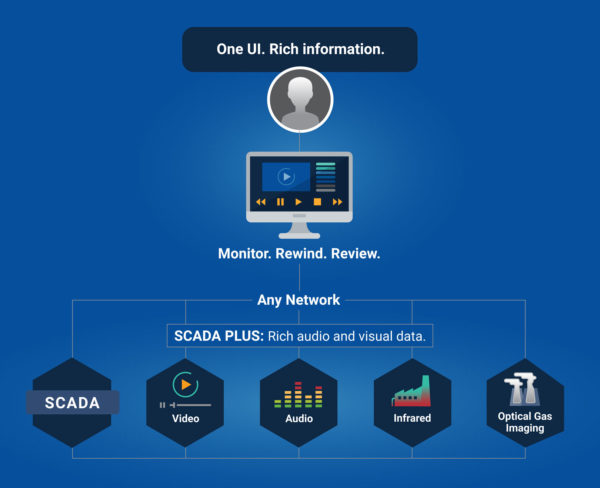 One UI. Rich information.
Monitor. Rewind. Review.
Any Network
SCADA PLUS: Rich audio and visual data.
SCADA
Video
Audio
Infrared
Optical Gas
Imaging